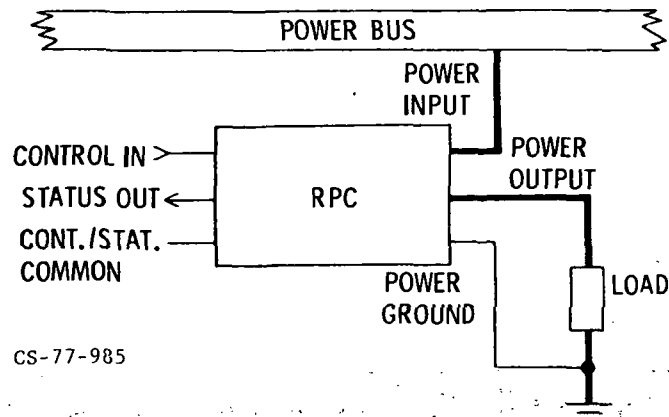 POWER BUS
POWER
INPUT
CONTROL IN
STATUS OUT
CONT./STAT.
COMMON
RPC
POWER
OUTPUT
POWER
GROUND
LOAD
CS-77-985